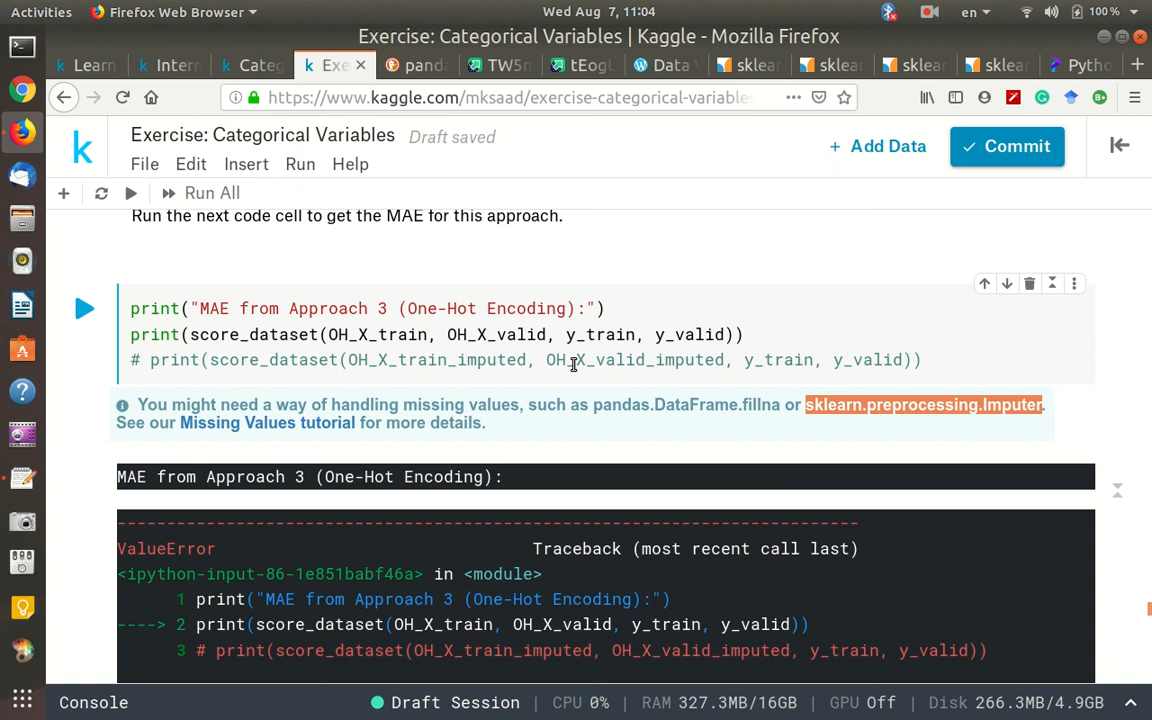 Activities Firefox Web Browser Wed Aug 7, 11:04 en 100 %
Exercise: Categorical Variables | Kaggle - Mozilla Firefox
Learn Intern Categ Exe pand TW5n tEogl Data sklea sklea sklea sklea Pytho
https://www.kaggle.com/mksaad/exercise-categorical-variable
Exercise: Categorical Variables Draft saved
+ Add Data Commit
File Edit Insert Run Help
Run All
Run the next code cell to get the MAE for this approach.
print("MAE from Approach 3 (One-Hot Encoding):")
print(score_dataset(OH_X_train, OH_X_valid, y_train, y_valid))
# print(score_dataset(OH_X_train_imputed, OH_X_valid_imputed, y_train, y_valid))
You might need a way of handling missing values, such as pandas.DataFrame.fillna or sklearn.preprocessing.Imputer.
See our Missing Values tutorial for more details.
MAE from Approach 3 (One-Hot Encoding):
---------------------------------------------------------------------------
ValueError Traceback (most recent call last)
<ipython-input-86-1e851babf46a> in <module>
1 print("MAE from Approach 3 (One-Hot Encoding):")
----> 2 print(score_dataset(OH_X_train, OH_X_valid, y_train, y_valid))
3 # print(score_dataset(OH_X_train_imputed, OH_X_valid_imputed, y_train, y_valid))
Console Draft Session | CPU 0% | RAM 327.3MB/16GB | GPU Off | Disk 266.3MB/4.9GB